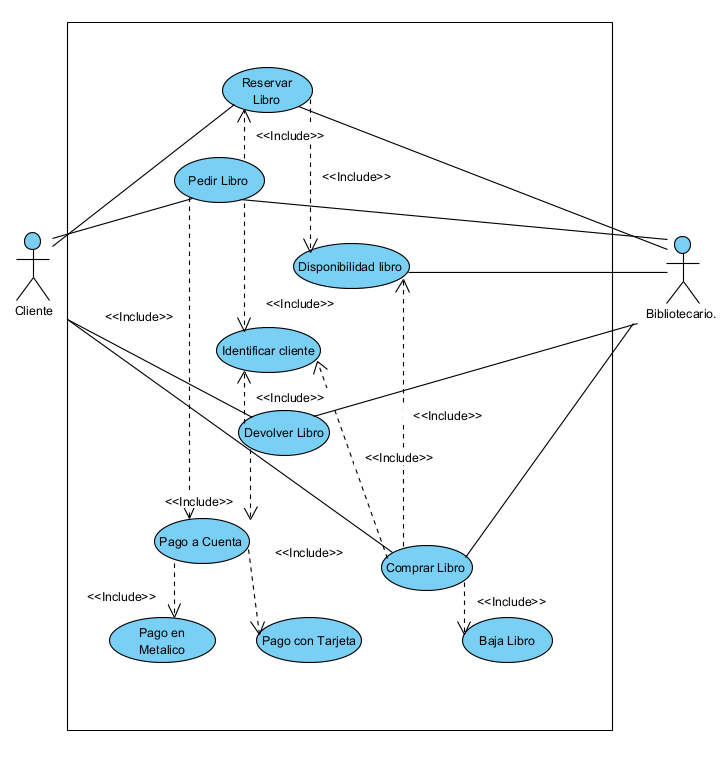 Reservar
Libro
<<Include>>
<<Include>>
Pedir Libro
Disponibilidad libro
Cliente
Bibliotecario.
<<Include>>
<<Include>>
Identificar cliente
<<Include>>
<<Include>>
Devolver Libro
<<Include>>
<<Include>>
Pago a Cuenta
<<Include>>
Comprar Libro
<<Include>>
<<Include>>
Pago en
Metalico
Pago con Tarjeta
Baja Libro